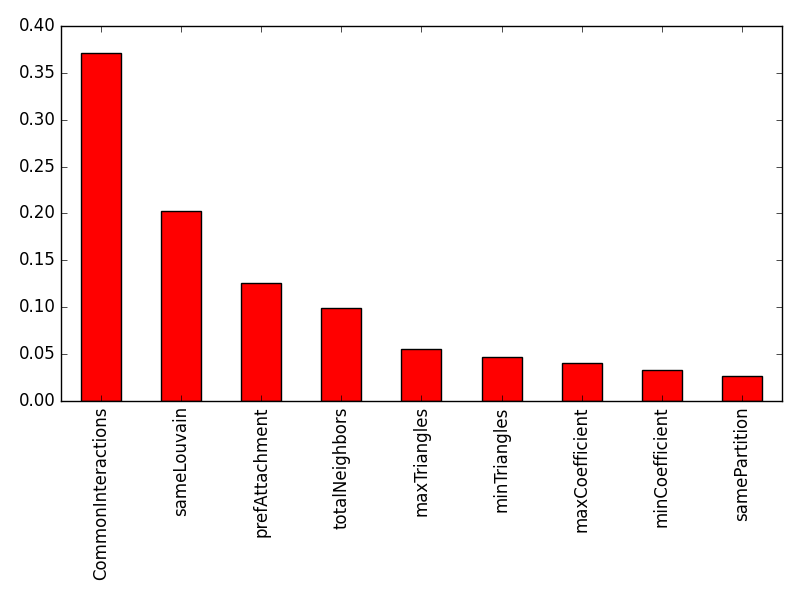 0.40
0.35
0.30
0.25
0.20
0.15
0.10
0.05
0.00
CommonInteractions
sameLouvain
prefAttachment
totalNeighbors
maxTriangles
minTriangles
maxCoefficient
minCoefficient
samePartition